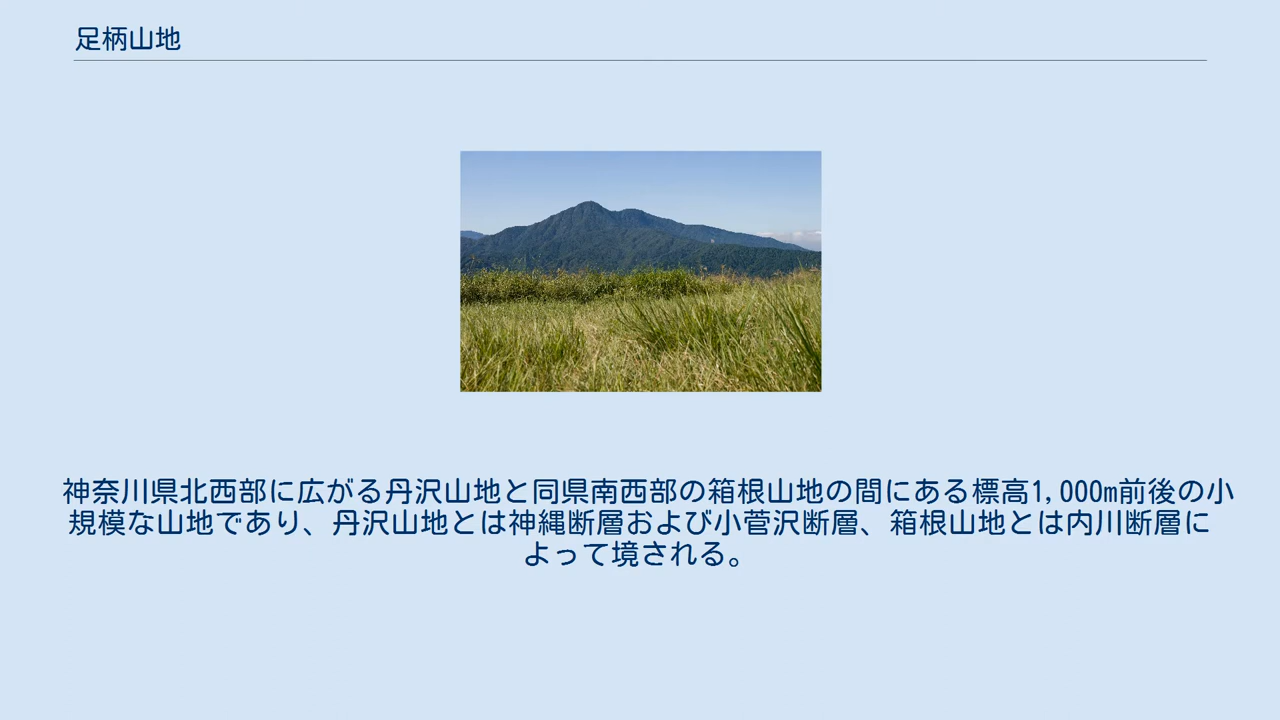 足柄山地
神奈川県北西部に広がる丹沢山地と同県南西部の箱根山地の間にある標高1,000m前後の小
規模な山地であり、丹沢山地とは神縄断層および小菅沢断層、箱根山地とは内川断層に
よって境される。